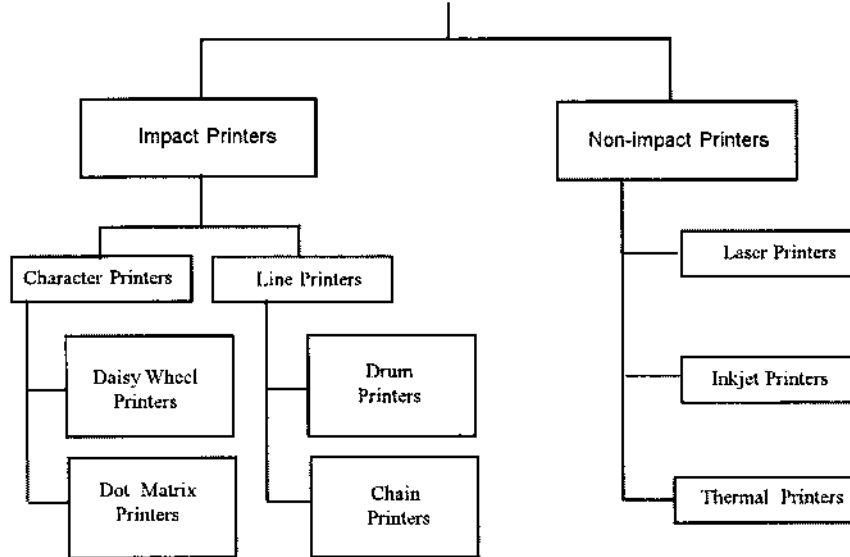 Impact Printers
Non-impact Printers
Character Printers
Line Printers
Laser Printers
Daisy Wheel
Printers
Drum
Printers
Inkjet Printers
Dot Matrix
Printers
Chain
Printers
Thermal Printers